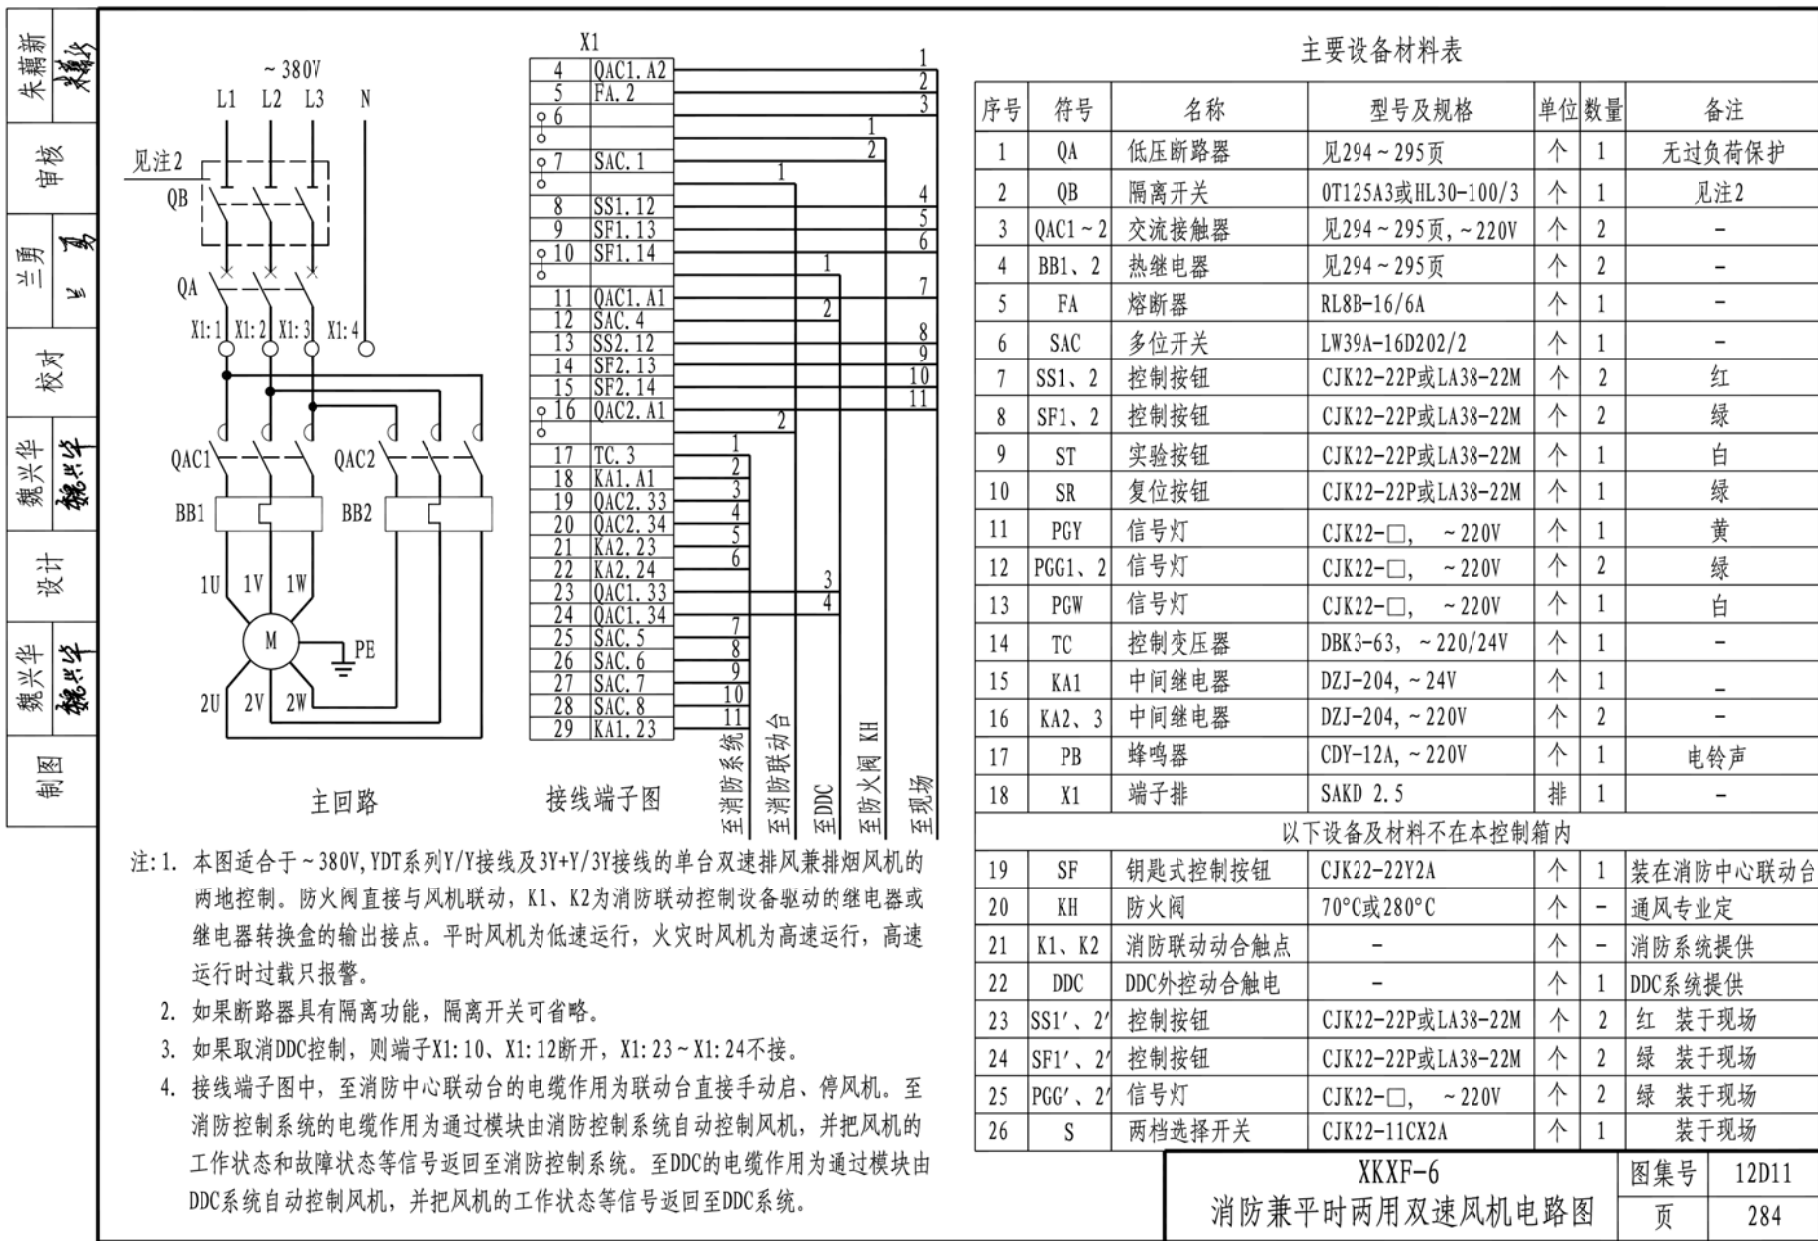 朱藕新
审核
兰勇
校对
魏兴华
设计
魏兴华
制图
~380V
L1 L2 L3 N
见注2
QB
QA
X1:1 X1:2 X1:3 X1:4
QAC1 QAC2
BB1 BB2
1U 1V 1W
M PE
2U 2V 2W
主回路
X1
4 QAC1.A2 1
5 FA.2 2
6 3
1
7 SAC.1 2
1
8 SS1.12 4
9 SF1.13 5
10 SF1.14 6
1
11 QAC1.A1 7
12 SAC.4 2
13 SS2.12 8
14 SF2.13 9
15 SF2.14 10
16 QAC2.A1 11
2
17 TC.3 1
18 KA1.A1 2
19 QAC2.33 3
20 QAC2.34 4
21 KA2.23 5
22 KA2.24 6
23 QAC1.33 3
24 QAC1.34 4
25 SAC.5 7
26 SAC.6 8
27 SAC.7 9
28 SAC.8 10
29 KA1.23 11
至消防系统
至消防联动台
至DDC
至防火阀 KH
至现场
接线端子图
注:1. 本图适合于~380V,YDT系列Y/Y接线及3Y+Y/3Y接线的单台双速排风兼排烟风机的
两地控制。防火阀直接与风机联动，K1、K2为消防联动控制设备驱动的继电器或
继电器转换盒的输出接点。平时风机为低速运行，火灾时风机为高速运行，高速
运行时过载只报警。
2. 如果断路器具有隔离功能，隔离开关可省略。
3. 如果取消DDC控制，则端子X1:10、X1:12断开，X1:23~X1:24不接。
4. 接线端子图中，至消防中心联动台的电缆作用为联动台直接手动启、停风机。至
消防控制系统的电缆作用为通过模块由消防控制系统自动控制风机，并把风机的
工作状态和故障状态等信号返回至消防控制系统。至DDC的电缆作用为通过模块由
DDC系统自动控制风机，并把风机的工作状态等信号返回至DDC系统。
主要设备材料表
序号 符号 名称 型号及规格 单位 数量 备注
1 QA 低压断路器 见294~295页 个 1 无过负荷保护
2 QB 隔离开关 OT125A3或HL30-100/3 个 1 见注2
3 QAC1~2 交流接触器 见294~295页,~220V 个 2 -
4 BB1、2 热继电器 见294~295页 个 2 -
5 FA 熔断器 RL8B-16/6A 个 1 -
6 SAC 多位开关 LW39A-16D202/2 个 1 -
7 SS1、2 控制按钮 CJK22-22P或LA38-22M 个 2 红
8 SF1、2 控制按钮 CJK22-22P或LA38-22M 个 2 绿
9 ST 实验按钮 CJK22-22P或LA38-22M 个 1 白
10 SR 复位按钮 CJK22-22P或LA38-22M 个 1 绿
11 PGY 信号灯 CJK22-□, ~220V 个 1 黄
12 PGG1、2 信号灯 CJK22-□, ~220V 个 2 绿
13 PGW 信号灯 CJK22-□, ~220V 个 1 白
14 TC 控制变压器 DBK3-63, ~220/24V 个 1 -
15 KA1 中间继电器 DZJ-204,~24V 个 1 -
16 KA2、3 中间继电器 DZJ-204,~220V 个 2 -
17 PB 蜂鸣器 CDY-12A,~220V 个 1 电铃声
18 X1 端子排 SAKD 2.5 排 1 -
以下设备及材料不在本控制箱内
19 SF 钥匙式控制按钮 CJK22-22Y2A 个 1 装在消防中心联动台
20 KH 防火阀 70°C或280°C 个 - 通风专业定
21 K1、K2 消防联动动合触点 - 个 - 消防系统提供
22 DDC DDC外控动合触电 - 个 1 DDC系统提供
23 SS1′、2′ 控制按钮 CJK22-22P或LA38-22M 个 2 红 装于现场
24 SF1′、2′ 控制按钮 CJK22-22P或LA38-22M 个 2 绿 装于现场
25 PGG′、2′ 信号灯 CJK22-□, ~220V 个 2 绿 装于现场
26 S 两档选择开关 CJK22-11CX2A 个 1 装于现场
XKXF-6
消防兼平时两用双速风机电路图
图集号 12D11
页 284